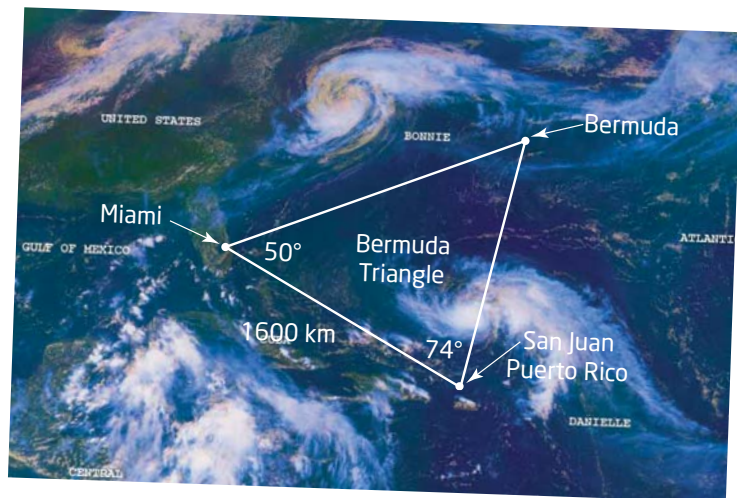 UNITED STATES
BONNIE
Bermuda
Miami
GULF OF MEXICO
50°
Bermuda
Triangle
ATLANTI
1600 km
74°
San Juan
Puerto Rico
DANIELLE
CENTRAL